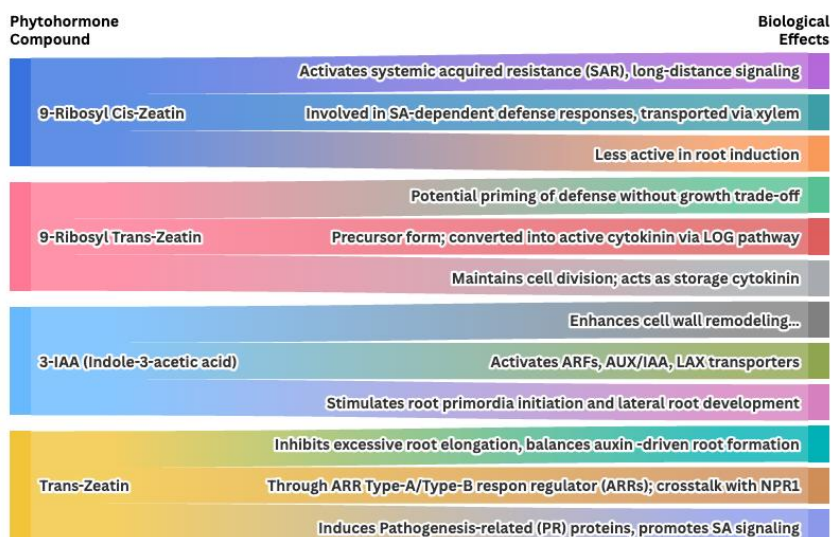 Phytohormone
Compound
Biological
Effects
9-Ribosyl Cis-Zeatin
Activates systemic acquired resistance (SAR), long-distance signaling
Involved in SA-dependent defense responses, transported via xylem
Less active in root induction
9-Ribosyl Trans-Zeatin
Potential priming of defense without growth trade-off
Precursor form; converted into active cytokinin via LOG pathway
Maintains cell division; acts as storage cytokinin
3-IAA (Indole-3-acetic acid)
Enhances cell wall remodeling...
Activates ARFs, AUX/IAA, LAX transporters
Stimulates root primordia initiation and lateral root development
Trans-Zeatin
Inhibits excessive root elongation, balances auxin -driven root formation
Through ARR Type-A/Type-B respon regulator (ARRs); crosstalk with NPR1
Induces Pathogenesis-related (PR) proteins, promotes SA signaling